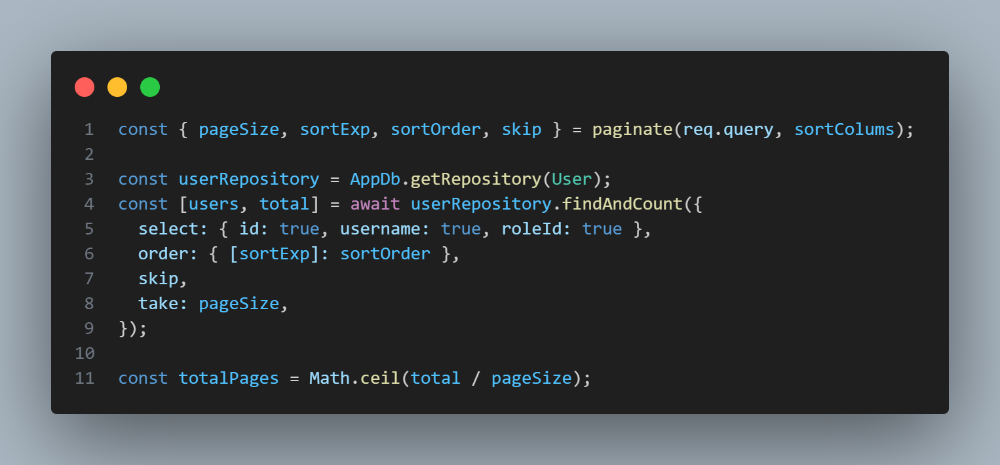 1 const { pageSize, sortExp, sortOrder, skip } = paginate(req.query, sortColums);
2
3 const userRepository = AppDb.getRepository(User);
4 const [users, total] = await userRepository.findAndCount({
5   select: { id: true, username: true, roleId: true },
6   order: { [sortExp]: sortOrder },
7   skip,
8   take: pageSize,
9 });
10
11 const totalPages = Math.ceil(total / pageSize);